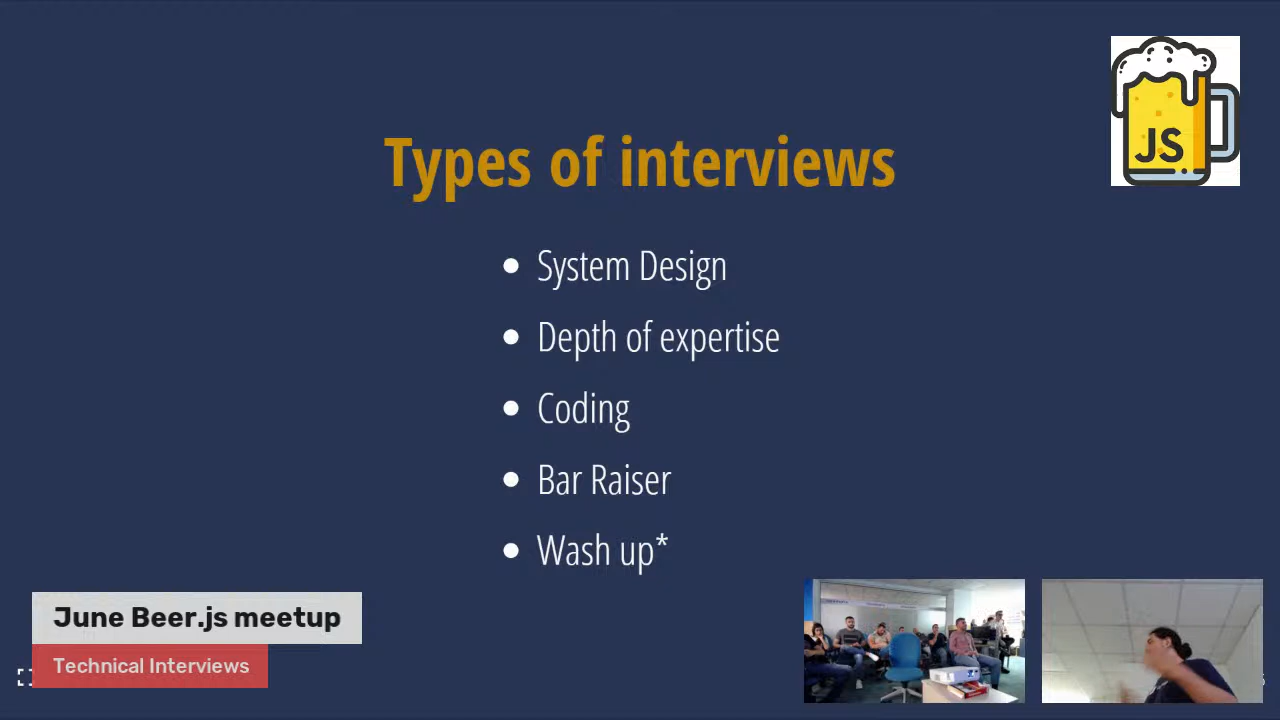 JS
Types of interviews
System Design
Depth of expertise
Coding
Bar Raiser
Wash up*
June Beer.js meetup
Technical Interviews